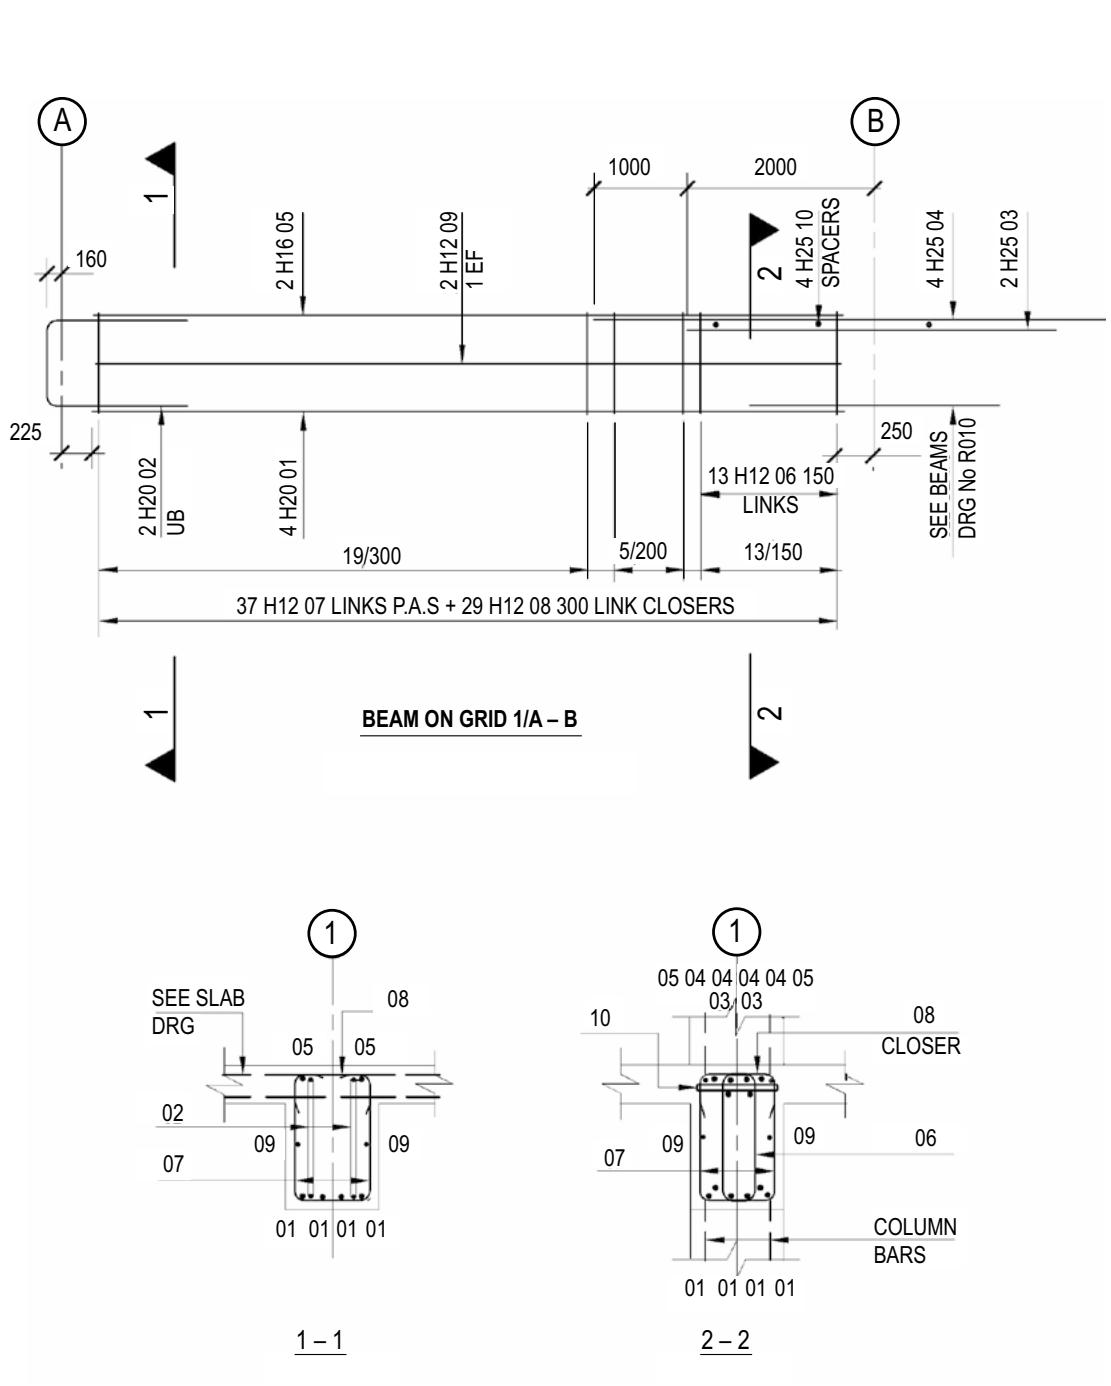 A
B
1
1000
2000
2 H16 05
2 H12 09
1 EF
2
4 H25 10
SPACERS
4 H25 04
2 H25 03
160
225
250
2 H20 02
UB
4 H20 01
13 H12 06 150
LINKS
SEE BEAMS
DRG No R010
19/300
5/200
13/150
37 H12 07 LINKS P.A.S + 29 H12 08 300 LINK CLOSERS
1
BEAM ON GRID 1/A – B
2
1
SEE SLAB
DRG
08
05 05
02
09 09
07
01 01 01 01
1 – 1
1
05 04 04 04 04 05
03 03
10
08
CLOSER
09 09
06
07
COLUMN
BARS
01 01 01 01
2 – 2